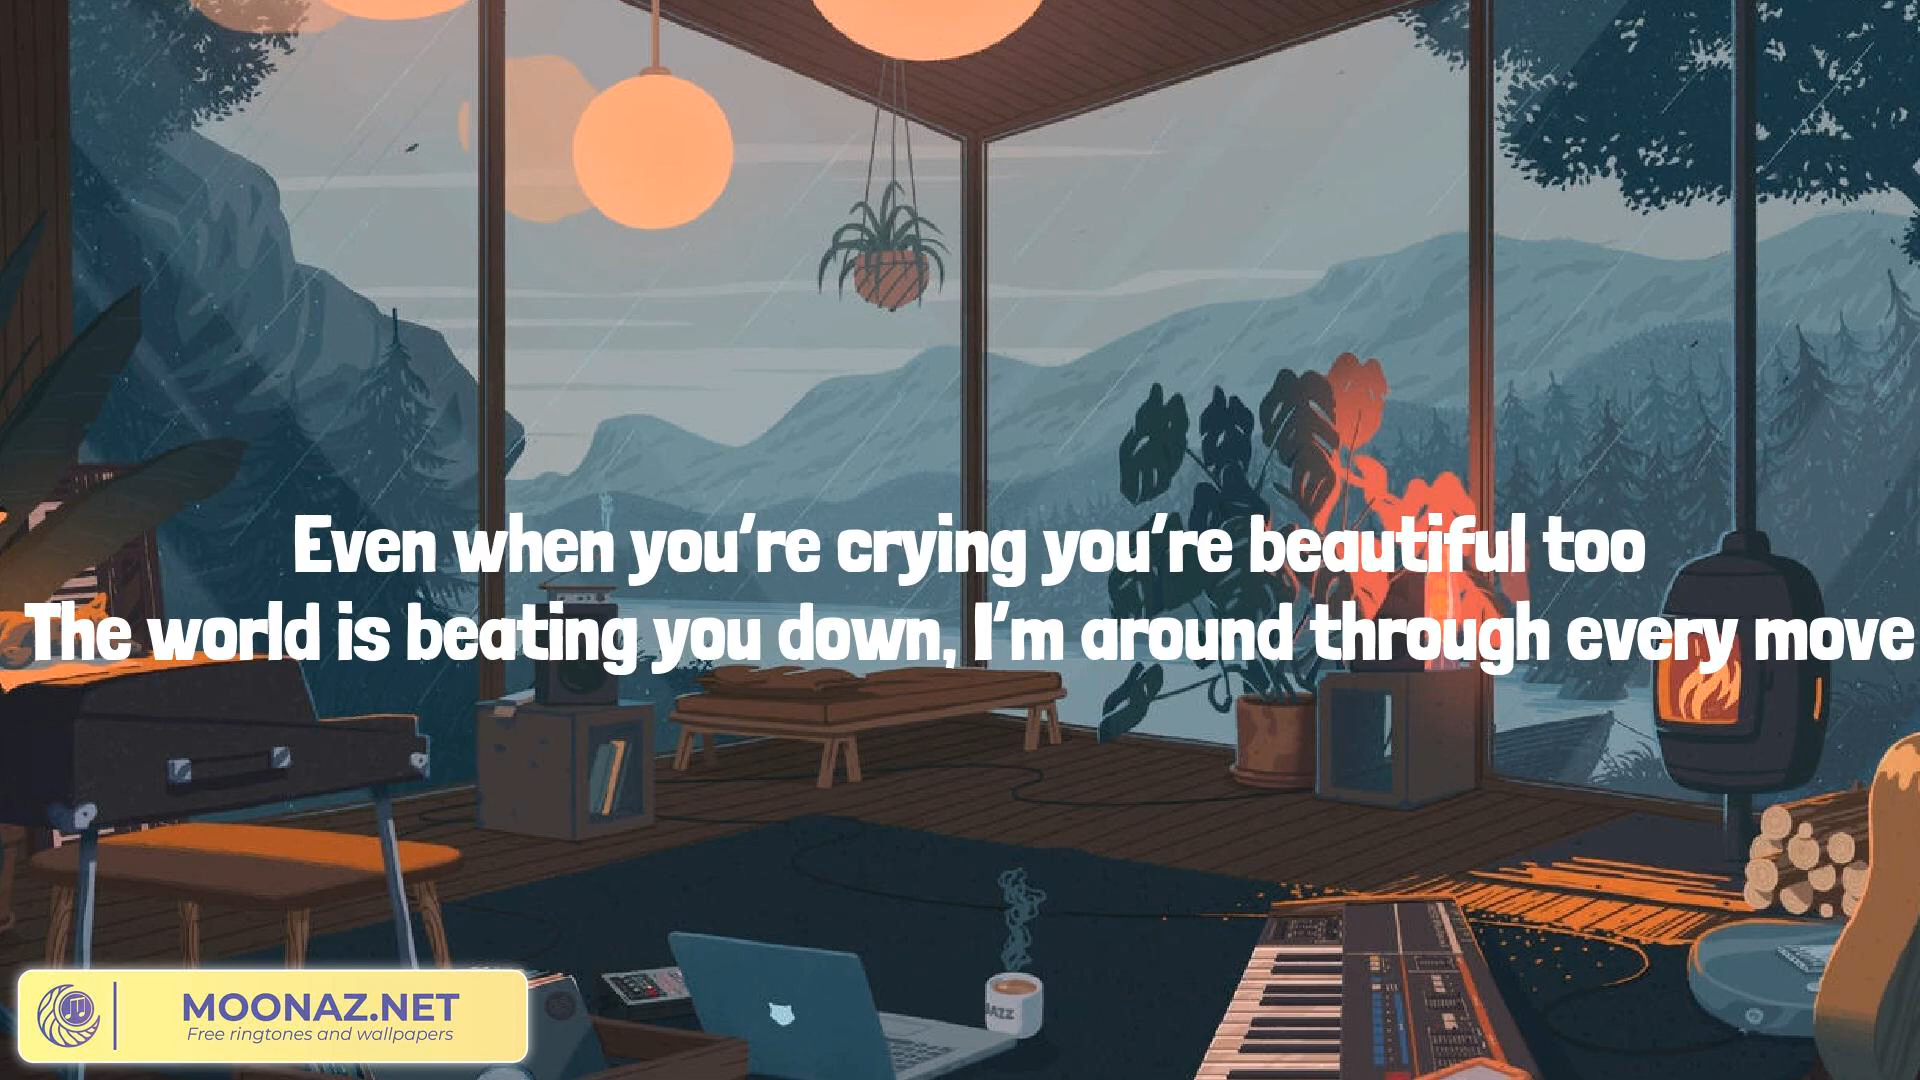 Even when you're crying you're beautiful too
The world is beating you down, I'm around through every move
JAZZ
MOONAZ.NET
Free ringtones and wallpapers